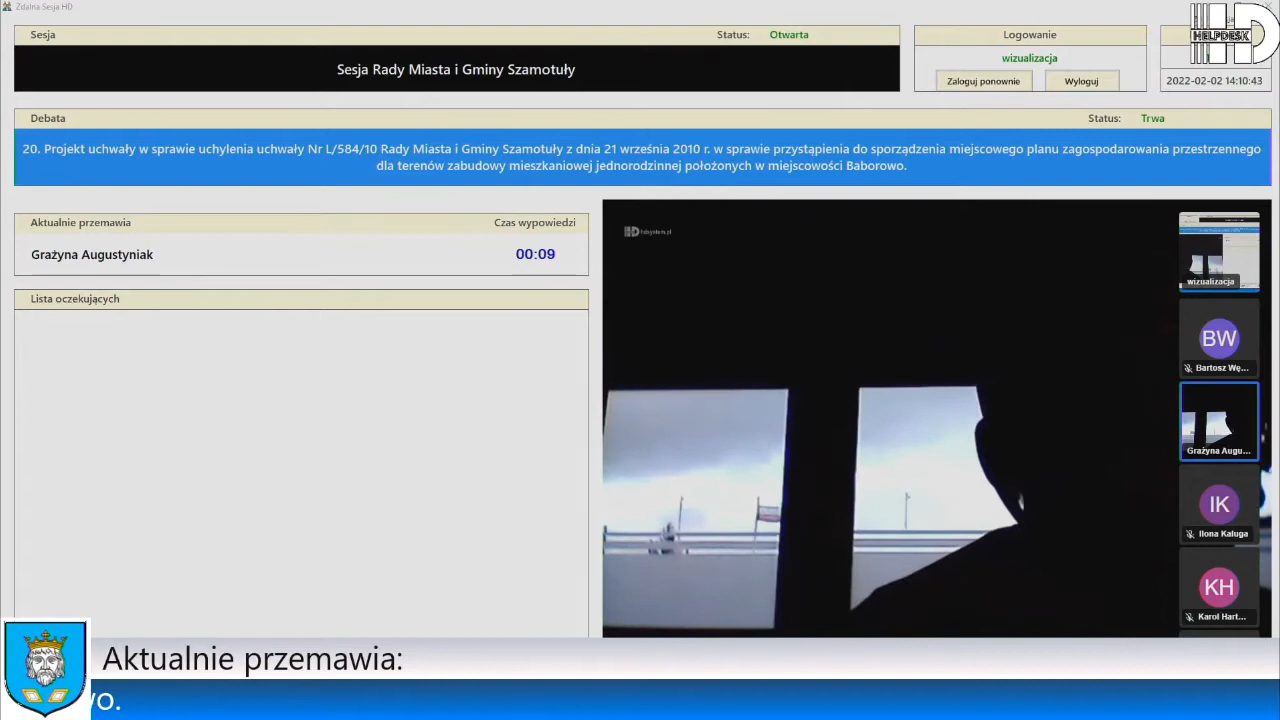 Zdalna Sesja HD
Sesja
Status: Otwarta
Sesja Rady Miasta i Gminy Szamotuły
Logowanie
wizualizacja
Zaloguj ponownie
Wyloguj
HELPDESK
2022-02-02 14:10:43
Debata
Status: Trwa
20. Projekt uchwały w sprawie uchylenia uchwały Nr L/584/10 Rady Miasta i Gminy Szamotuły z dnia 21 września 2010 r. w sprawie przystąpienia do sporządzenia miejscowego planu zagospodarowania przestrzennego
dla terenów zabudowy mieszkaniowej jednorodzinnej położonych w miejscowości Baborowo.
Aktualnie przemawia
Czas wypowiedzi
Grażyna Augustyniak
00:09
Lista oczekujących
HD hdsystem.pl
wizualizacja
BW
Bartosz Wę...
Grażyna Augu...
IK
Ilona Kaluga
KH
Karol Hart...
Aktualnie przemawia:
vo.